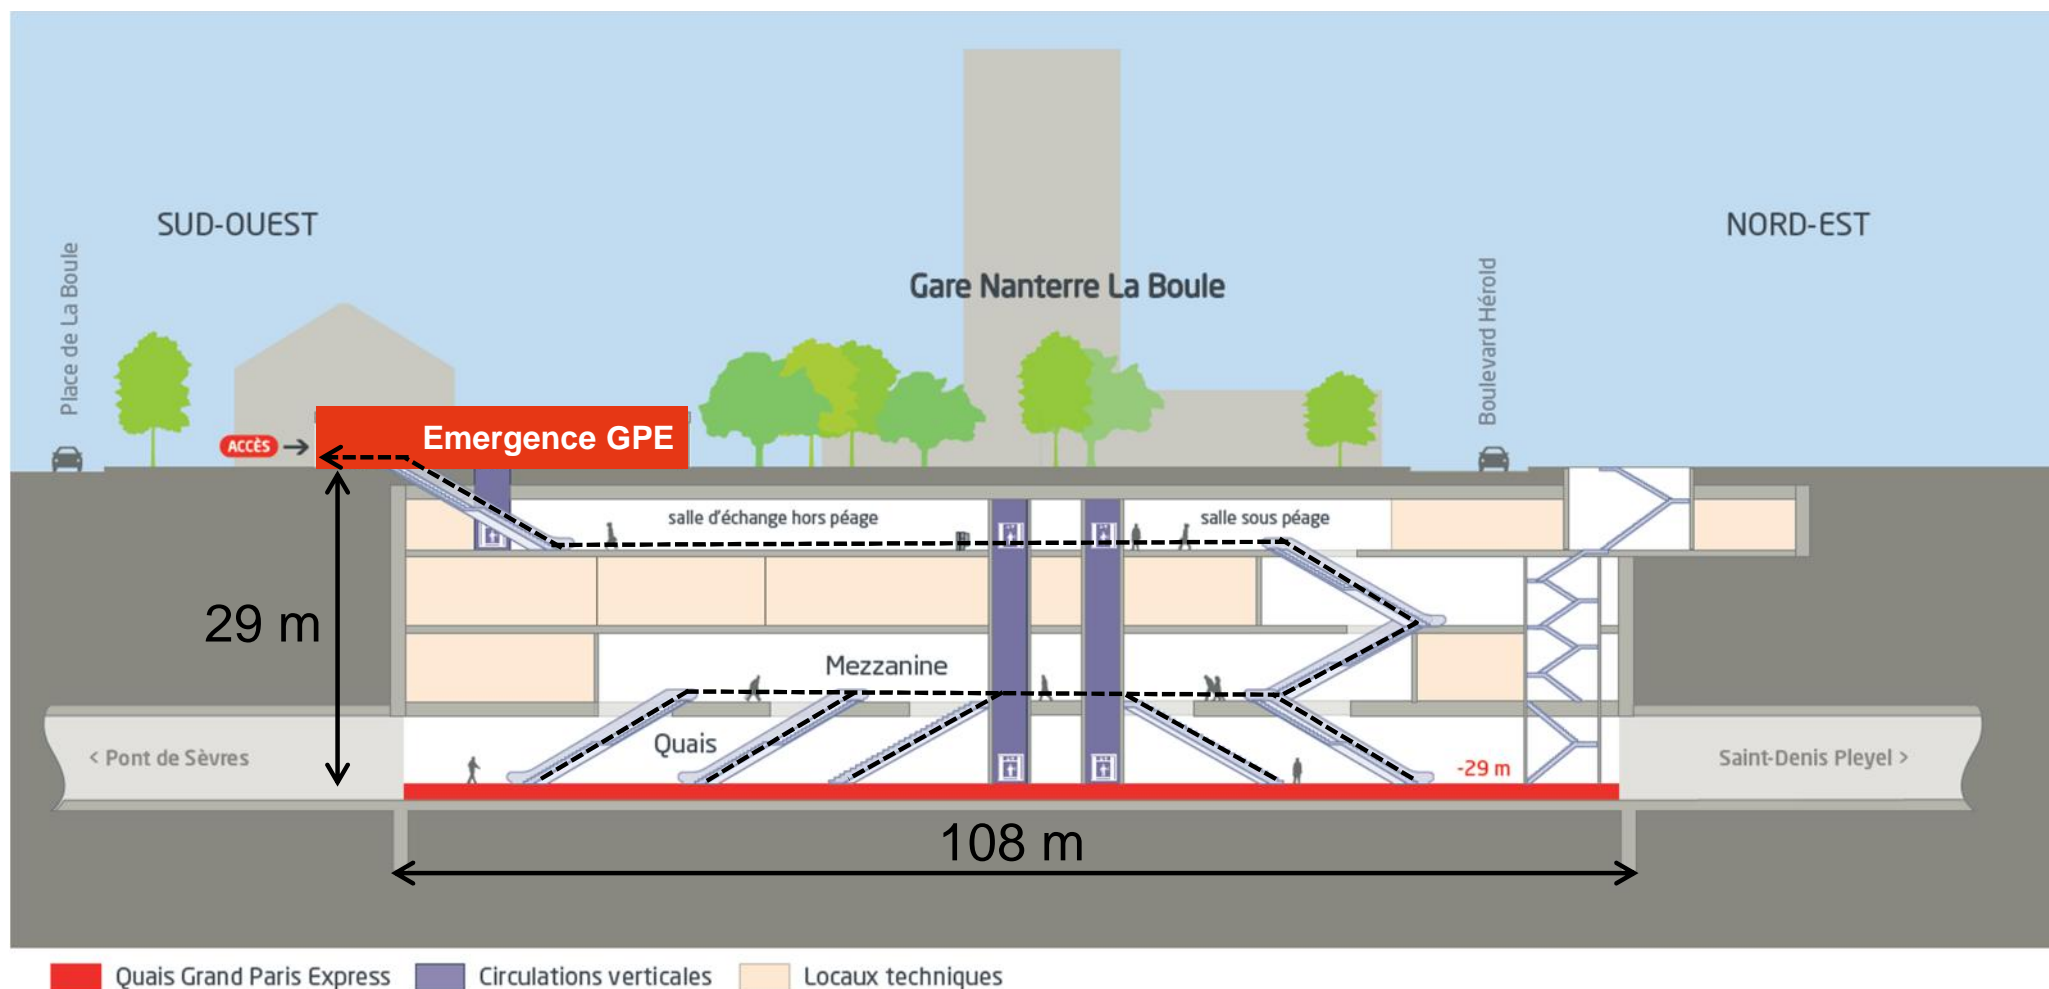 SUD-OUEST
NORD-EST
Place de La Boule
Gare Nanterre La Boule
Boulevard Hérold
ACCÈS
Emergence GPE
salle d'échange hors péage
salle sous péage
29 m
Mezzanine
Quais
< Pont de Sèvres
-29 m
Saint-Denis Pleyel >
108 m
Quais Grand Paris Express
Circulations verticales
Locaux techniques